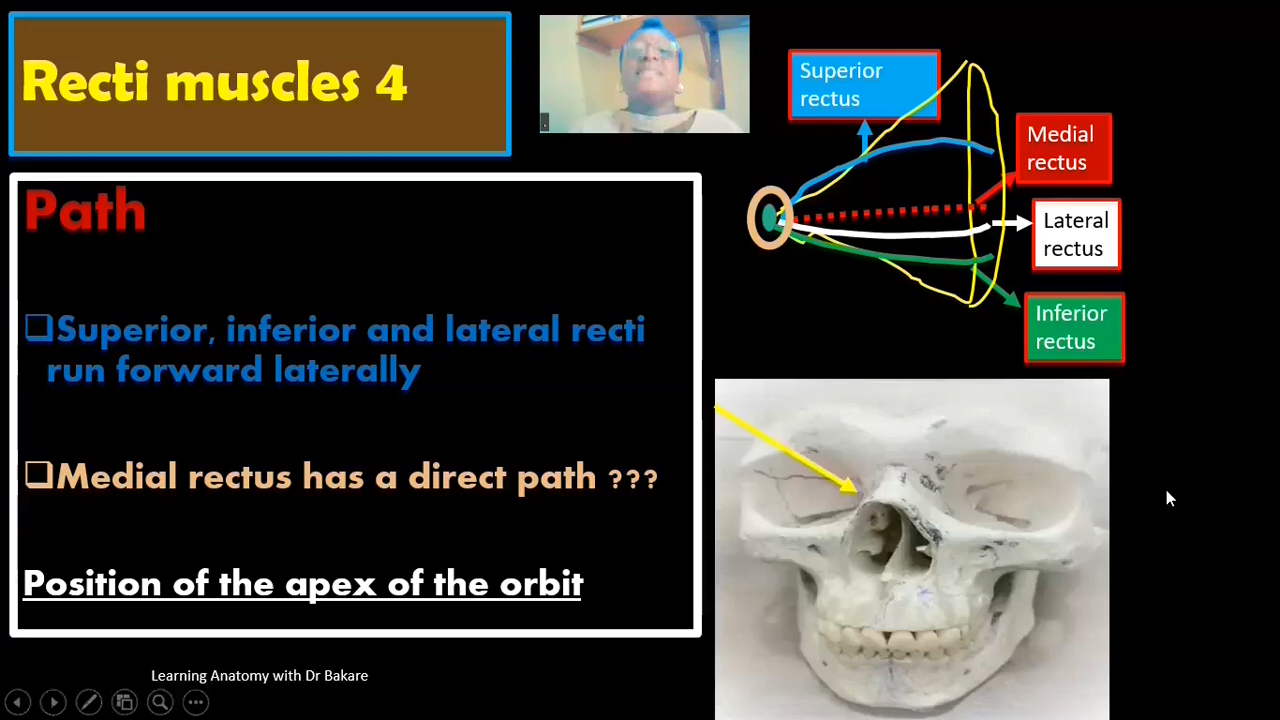 Recti muscles 4
Superior
rectus
Medial
rectus
Lateral
rectus
Inferior
rectus
Path
Superior, inferior and lateral recti
run forward laterally
Medial rectus has a direct path ???
Position of the apex of the orbit
Learning Anatomy with Dr Bakare